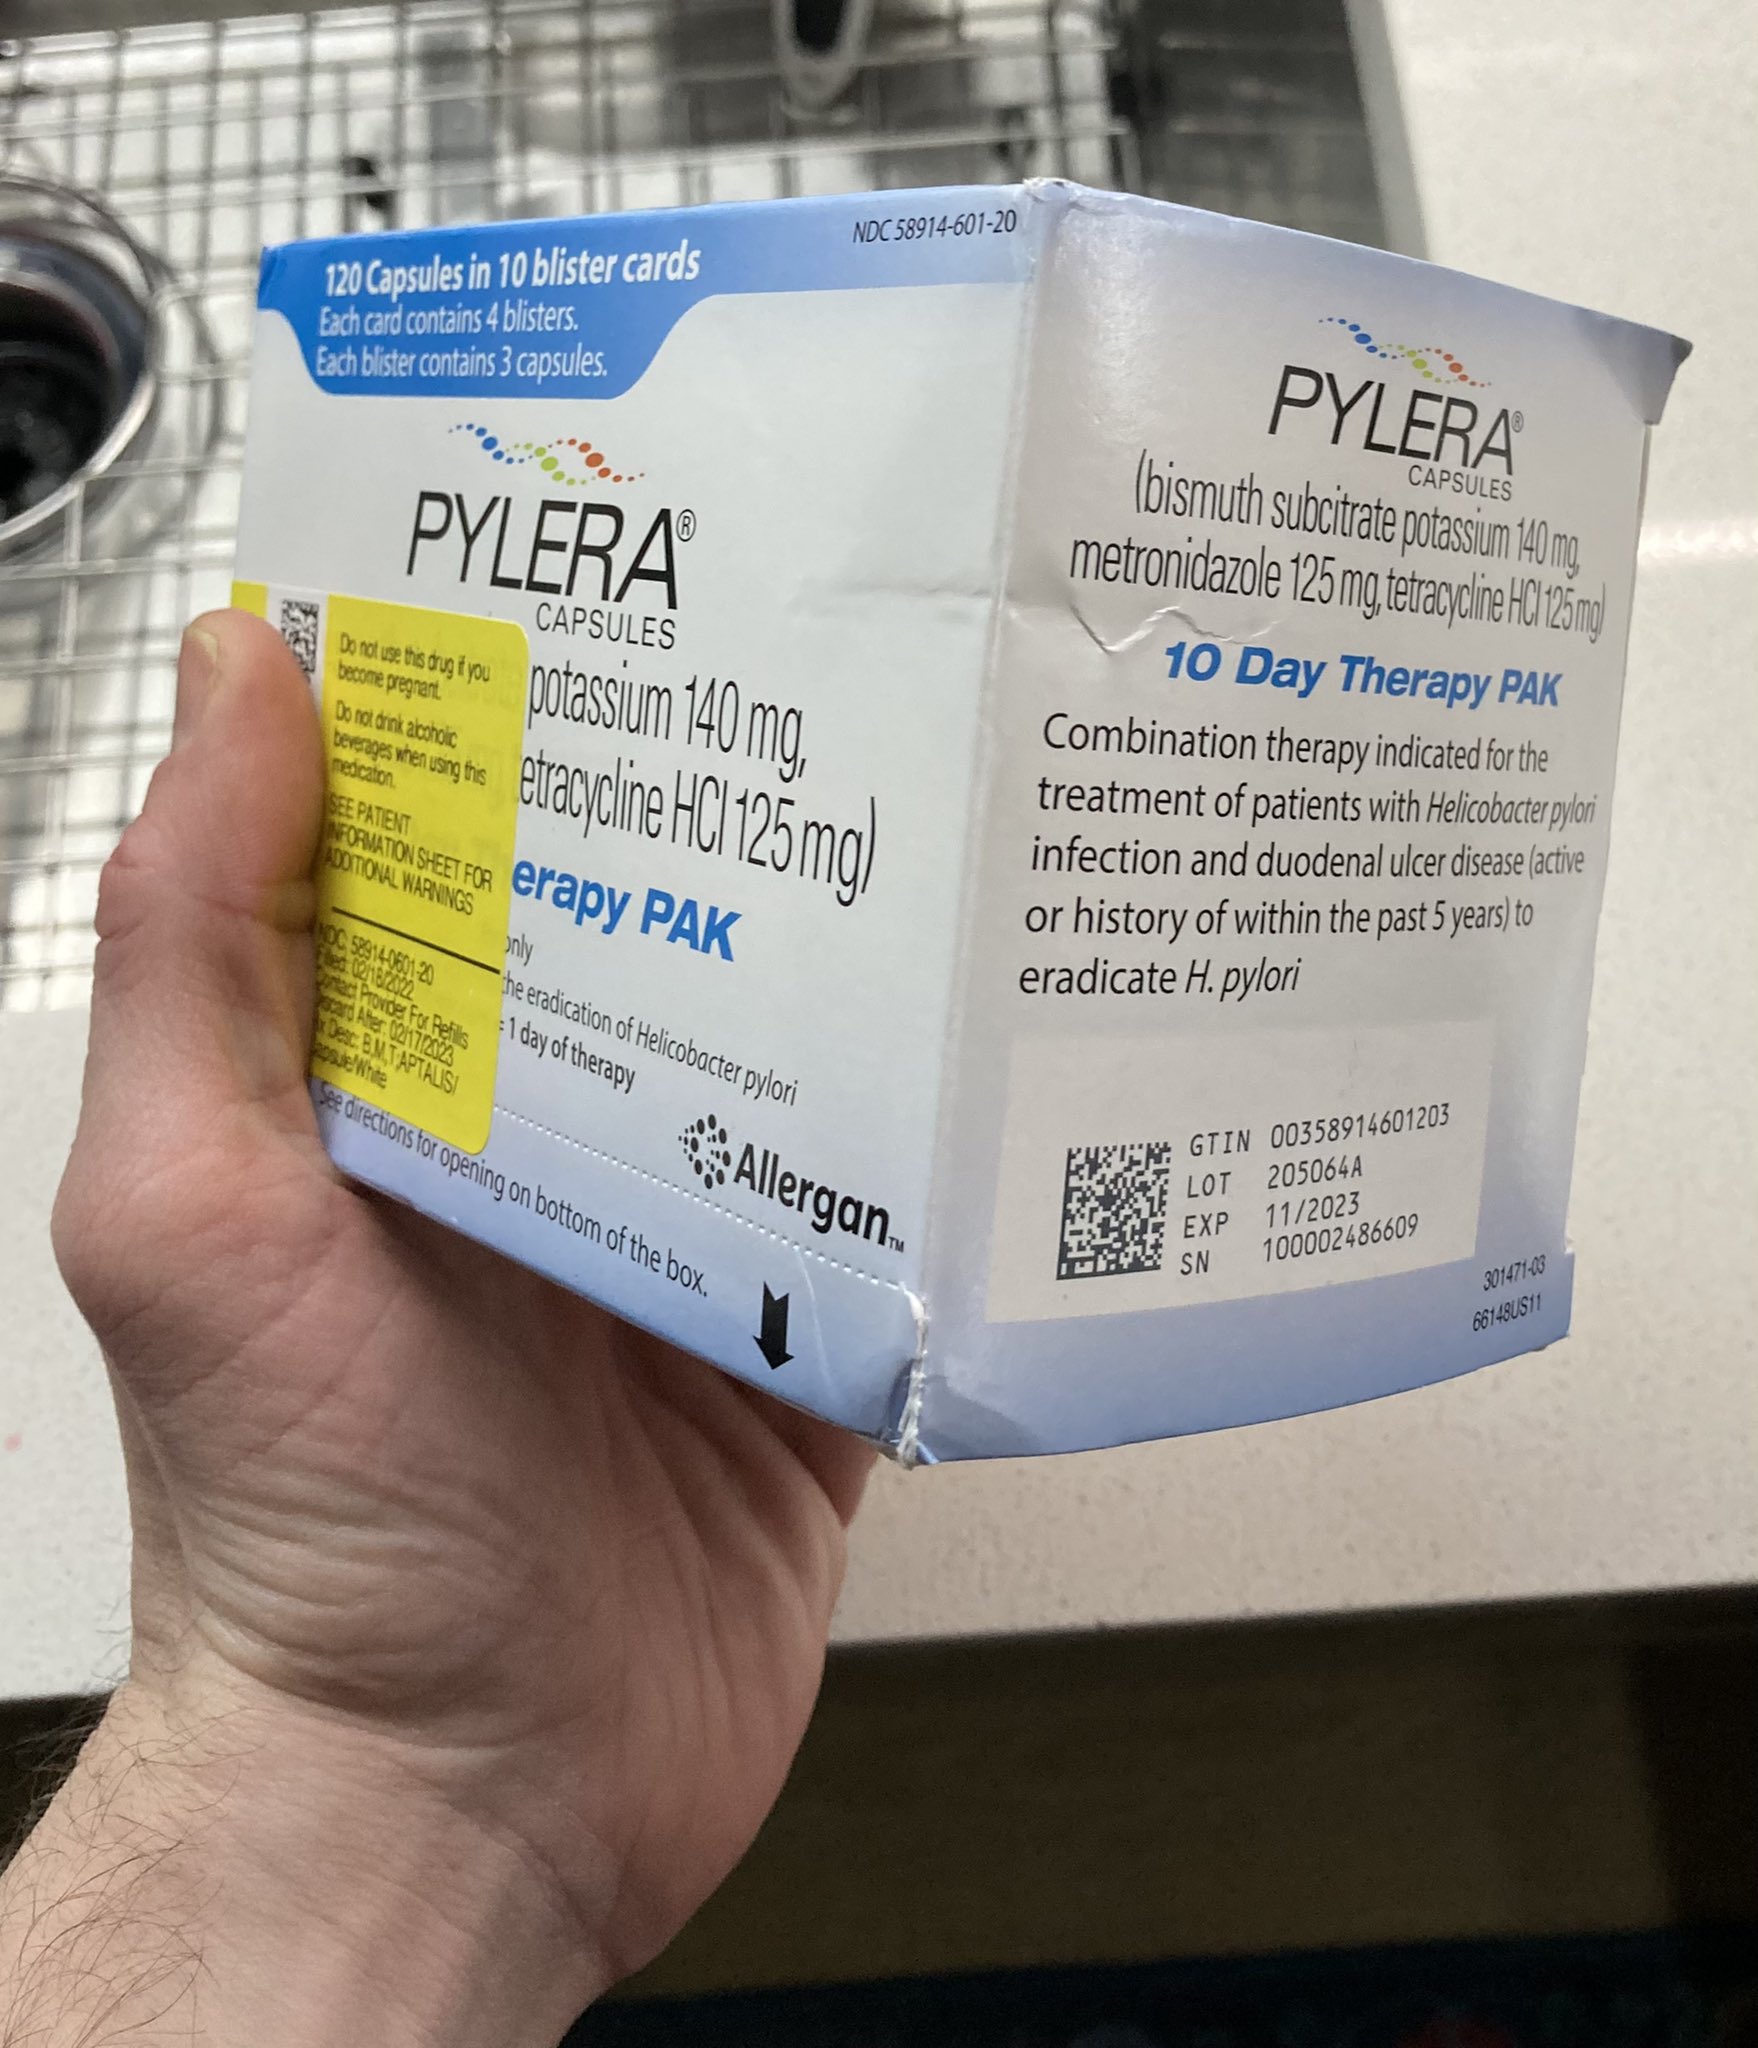 120 Capsules in 10 blister cards
Each card contains 4 blisters.
Each blister contains 3 capsules.
NDC 58914-601-20
PYLERA®
CAPSULES
potassium 140 mg,
etracycline HCl 125 mg)
erapy PAK
only
the eradication of Helicobacter pylori
= 1 day of therapy
Allergan™
See directions for opening on bottom of the box.
Do not use this drug if you
become pregnant.
Do not drink alcoholic
beverages when using this
medication.
SEE PATIENT
INFORMATION SHEET FOR
ADDITIONAL WARNINGS
NDC: 58914-0601-20
filled: 02/18/2022
Contact Provider For Refills
Discard After: 02/17/2023
Desc: B,M,T;APTALIS/
apsule/White
PYLERA®
CAPSULES
(bismuth subcitrate potassium 140 mg,
metronidazole 125 mg, tetracycline HCl 125 mg)
10 Day Therapy PAK
Combination therapy indicated for the
treatment of patients with Helicobacter pylori
infection and duodenal ulcer disease (active
or history of within the past 5 years) to
eradicate H. pylori
GTIN 00358914601203
LOT 205064A
EXP 11/2023
SN 100002486609
301471-03
66148US11